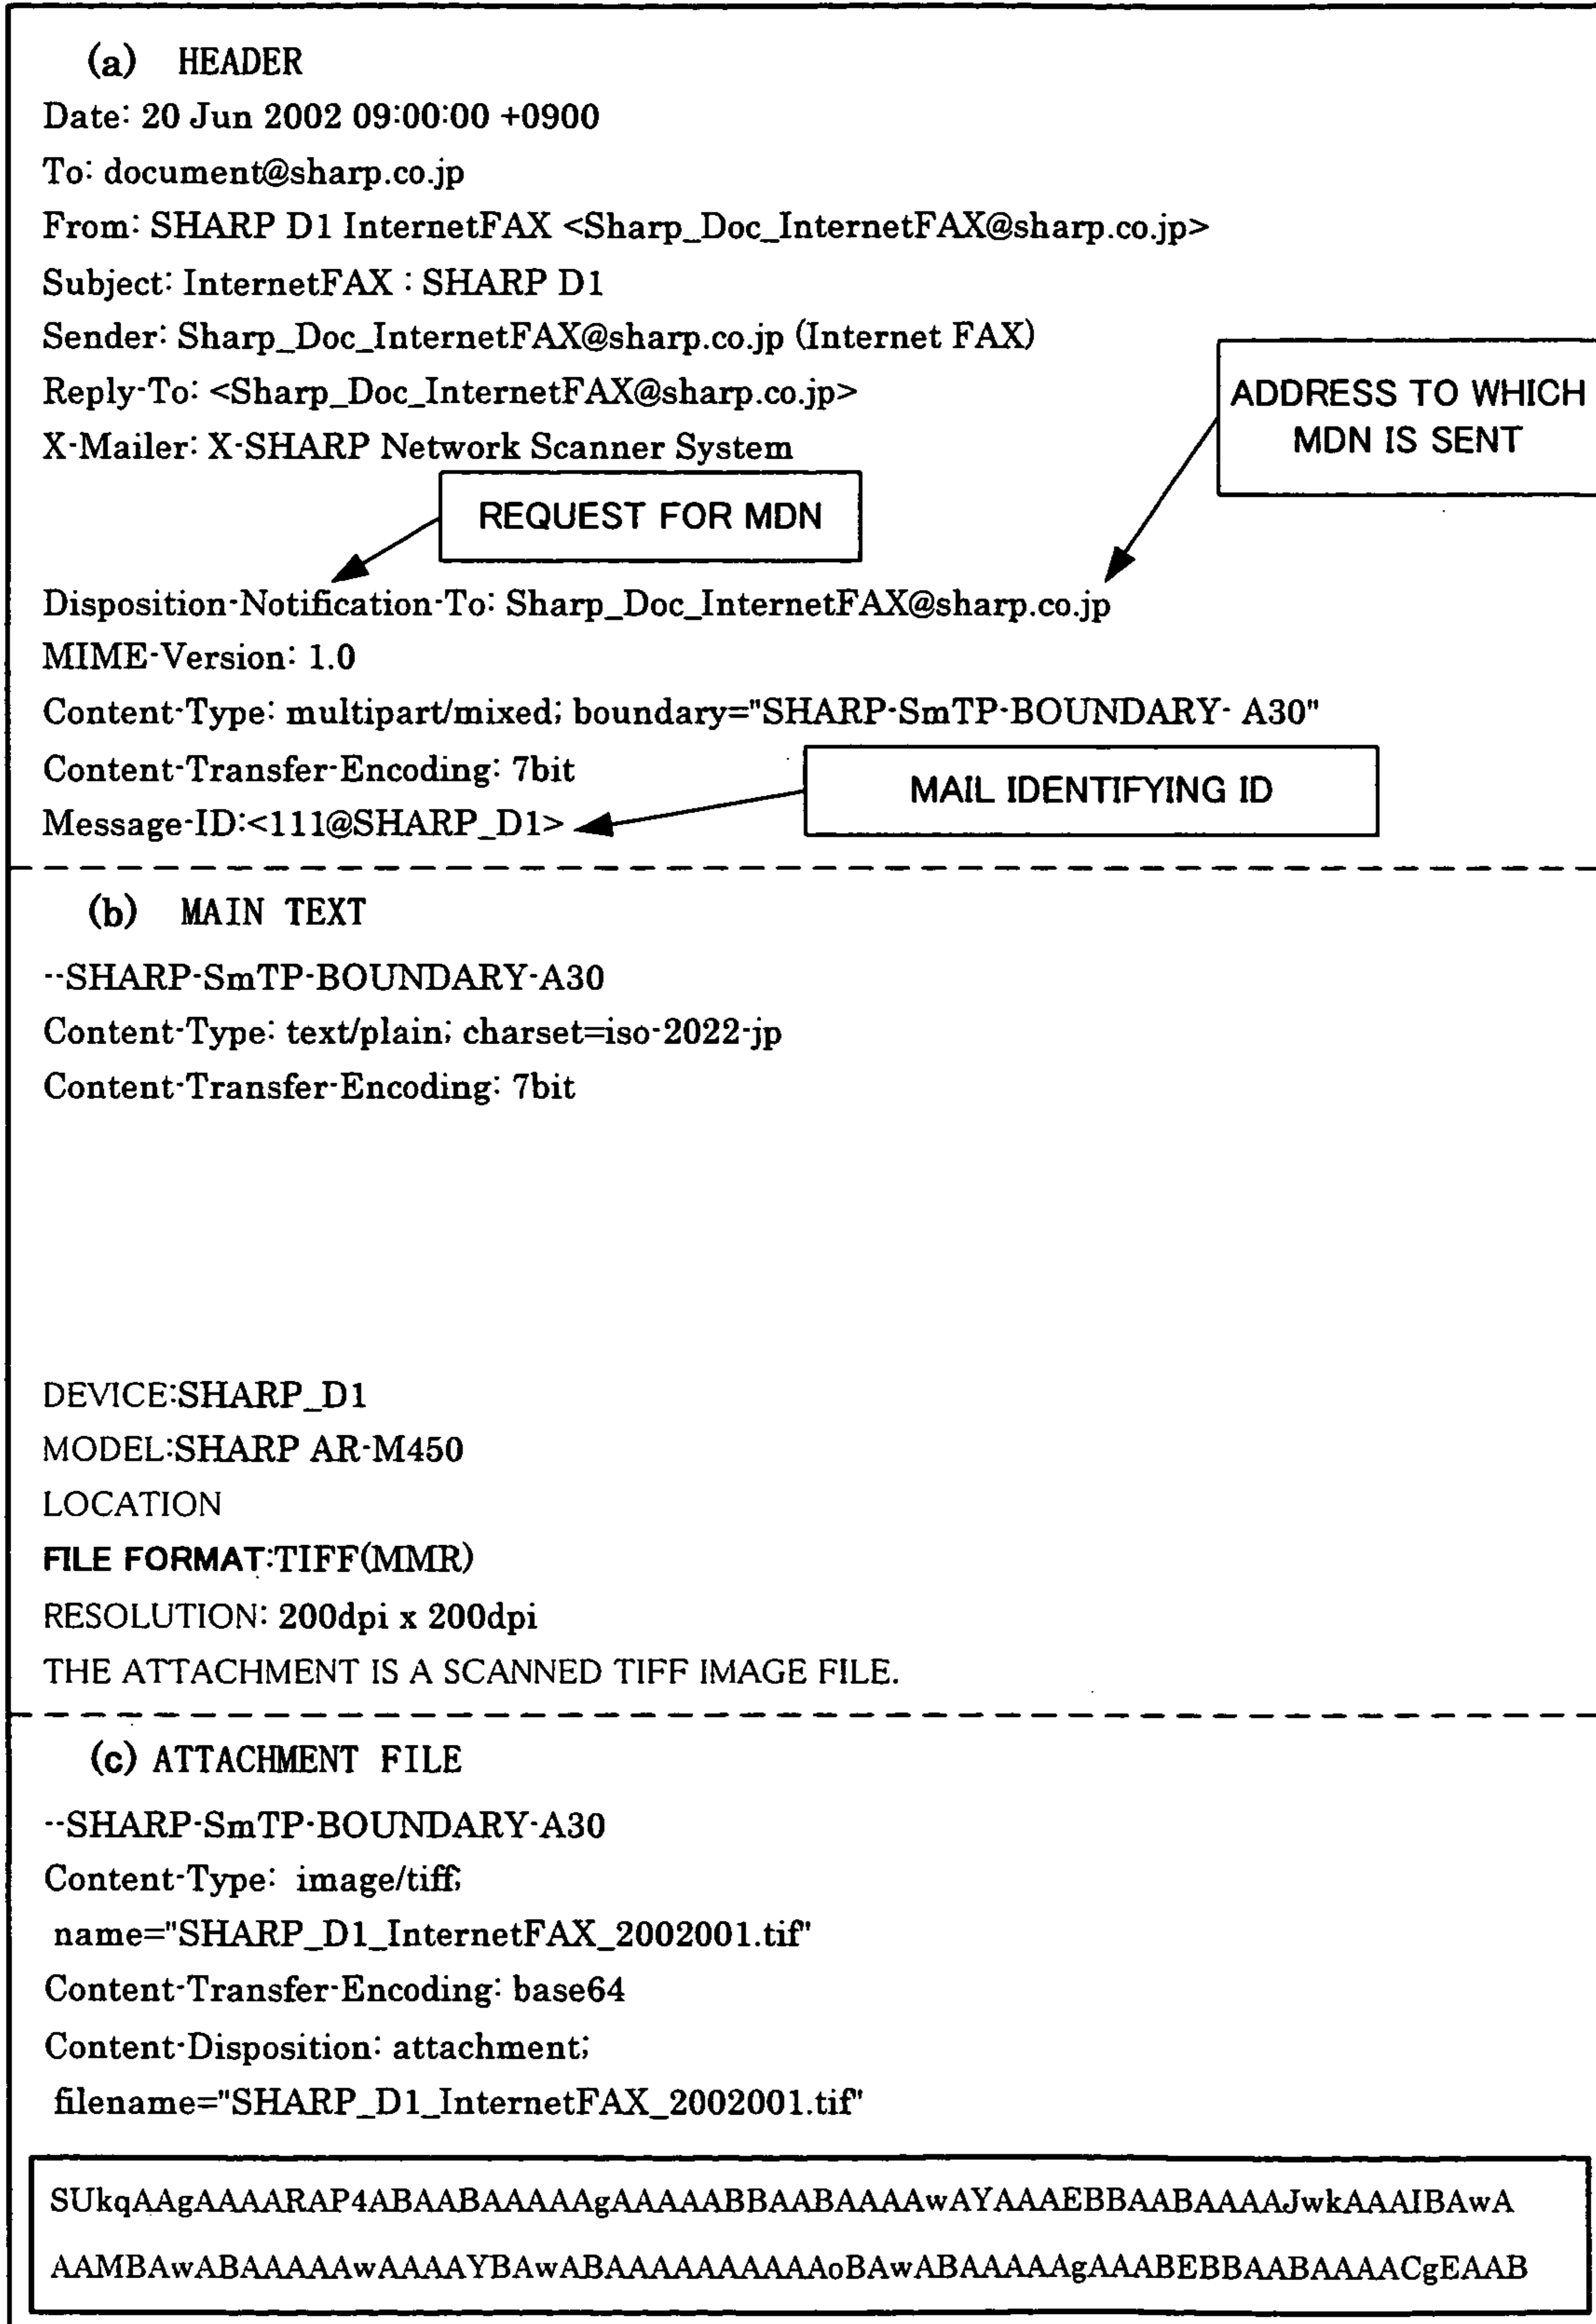 (a) HEADER
Date: 20 Jun 2002 09:00:00 +0900
To: document@sharp.co.jp
From: SHARP D1 InternetFAX <Sharp_Doc_InternetFAX@sharp.co.jp>
Subject: InternetFAX : SHARP D1
Sender: Sharp_Doc_InternetFAX@sharp.co.jp (Internet FAX)
Reply-To: <Sharp_Doc_InternetFAX@sharp.co.jp>
ADDRESS TO WHICH
MDN IS SENT
X-Mailer: X-SHARP Network Scanner System
REQUEST FOR MDN
Disposition-Notification-To: Sharp_Doc_InternetFAX@sharp.co.jp
MIME-Version: 1.0
Content-Type: multipart/mixed; boundary="SHARP-SmTP-BOUNDARY- A30"
Content-Transfer-Encoding: 7bit
MAIL IDENTIFYING ID
Message-ID:<111@SHARP_D1>
(b) MAIN TEXT
--SHARP-SmTP-BOUNDARY-A30
Content-Type: text/plain; charset=iso-2022-jp
Content-Transfer-Encoding: 7bit
DEVICE:SHARP_D1
MODEL:SHARP AR-M450
LOCATION
FILE FORMAT:TIFF(MMR)
RESOLUTION: 200dpi x 200dpi
THE ATTACHMENT IS A SCANNED TIFF IMAGE FILE.
(c) ATTACHMENT FILE
--SHARP-SmTP-BOUNDARY-A30
Content-Type: image/tiff;
name="SHARP_D1_InternetFAX_2002001.tif"
Content-Transfer-Encoding: base64
Content-Disposition: attachment;
filename="SHARP_D1_InternetFAX_2002001.tif"
SUkqAAgAAAARAP4ABAABAAAAAgAAAAABBAABAAAAwAYAAAEBBAABAAAAJwkAAAIBAwA
AAMBAwABAAAAAwAAAAYBAwABAAAAAAAAAAoBAwABAAAAAgAAABEBBAABAAAACgEAAB